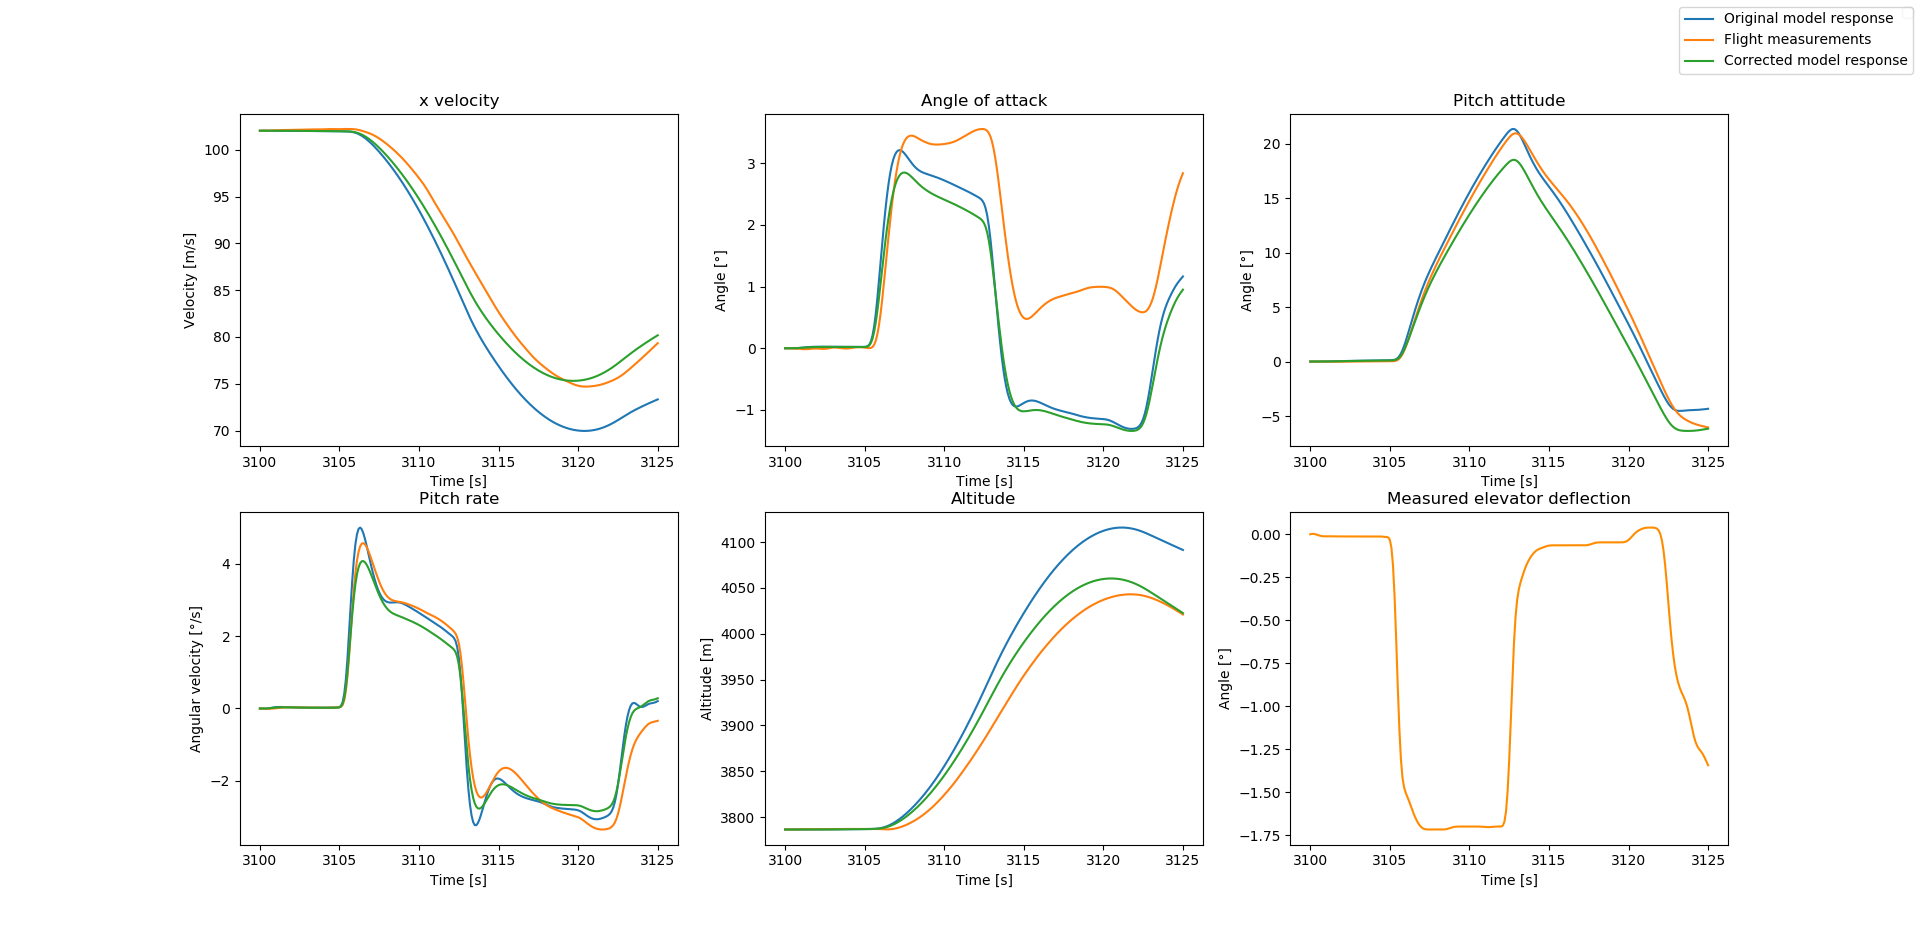 Original model response
Flight measurements
Corrected model response
x velocity
Velocity [m/s]
100
95
90
85
80
75
70
3100 3105 3110 3115 3120 3125
Time [s]
Angle of attack
Angle [°]
3
2
1
0
−1
3100 3105 3110 3115 3120 3125
Time [s]
Pitch attitude
Angle [°]
20
15
10
5
0
−5
3100 3105 3110 3115 3120 3125
Time [s]
Pitch rate
Angular velocity [°/s]
4
2
0
−2
3100 3105 3110 3115 3120 3125
Time [s]
Altitude
Altitude [m]
4100
4050
4000
3950
3900
3850
3800
3100 3105 3110 3115 3120 3125
Time [s]
Measured elevator deflection
Angle [°]
0.00
−0.25
−0.50
−0.75
−1.00
−1.25
−1.50
−1.75
3100 3105 3110 3115 3120 3125
Time [s]